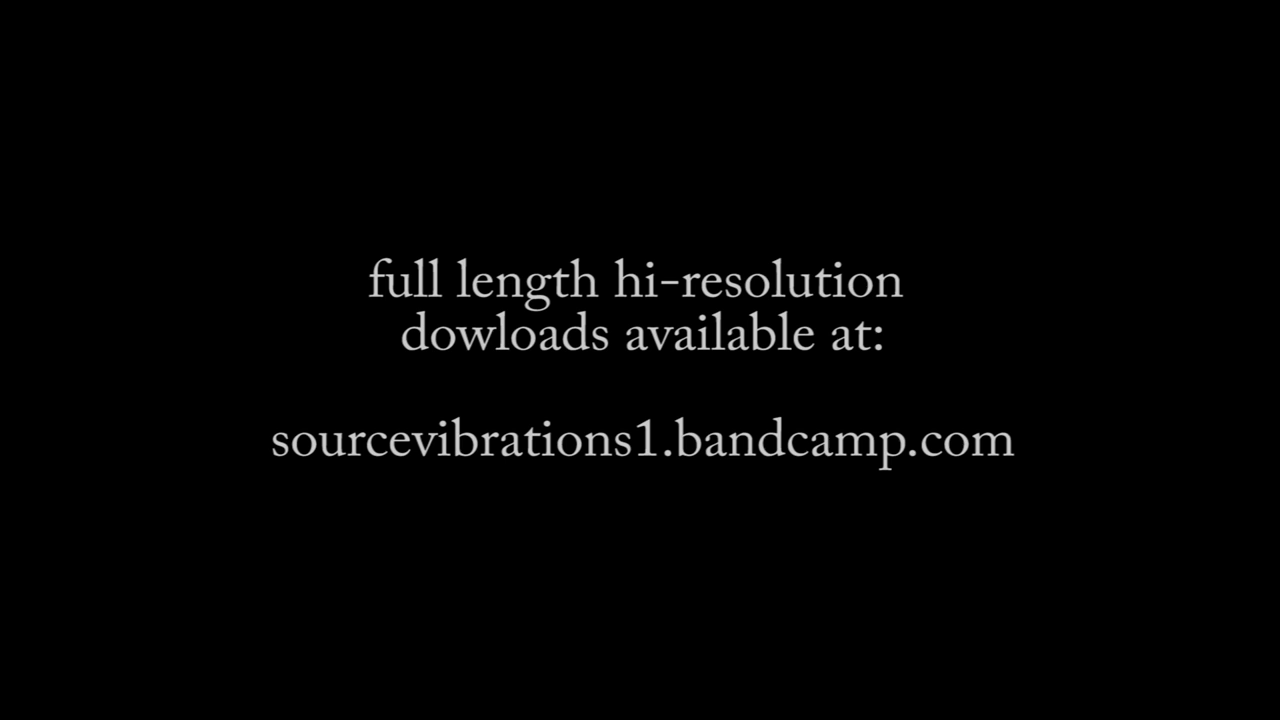 full length hi-resolution
dowloads available at:
sourcevibrations1.bandcamp.com